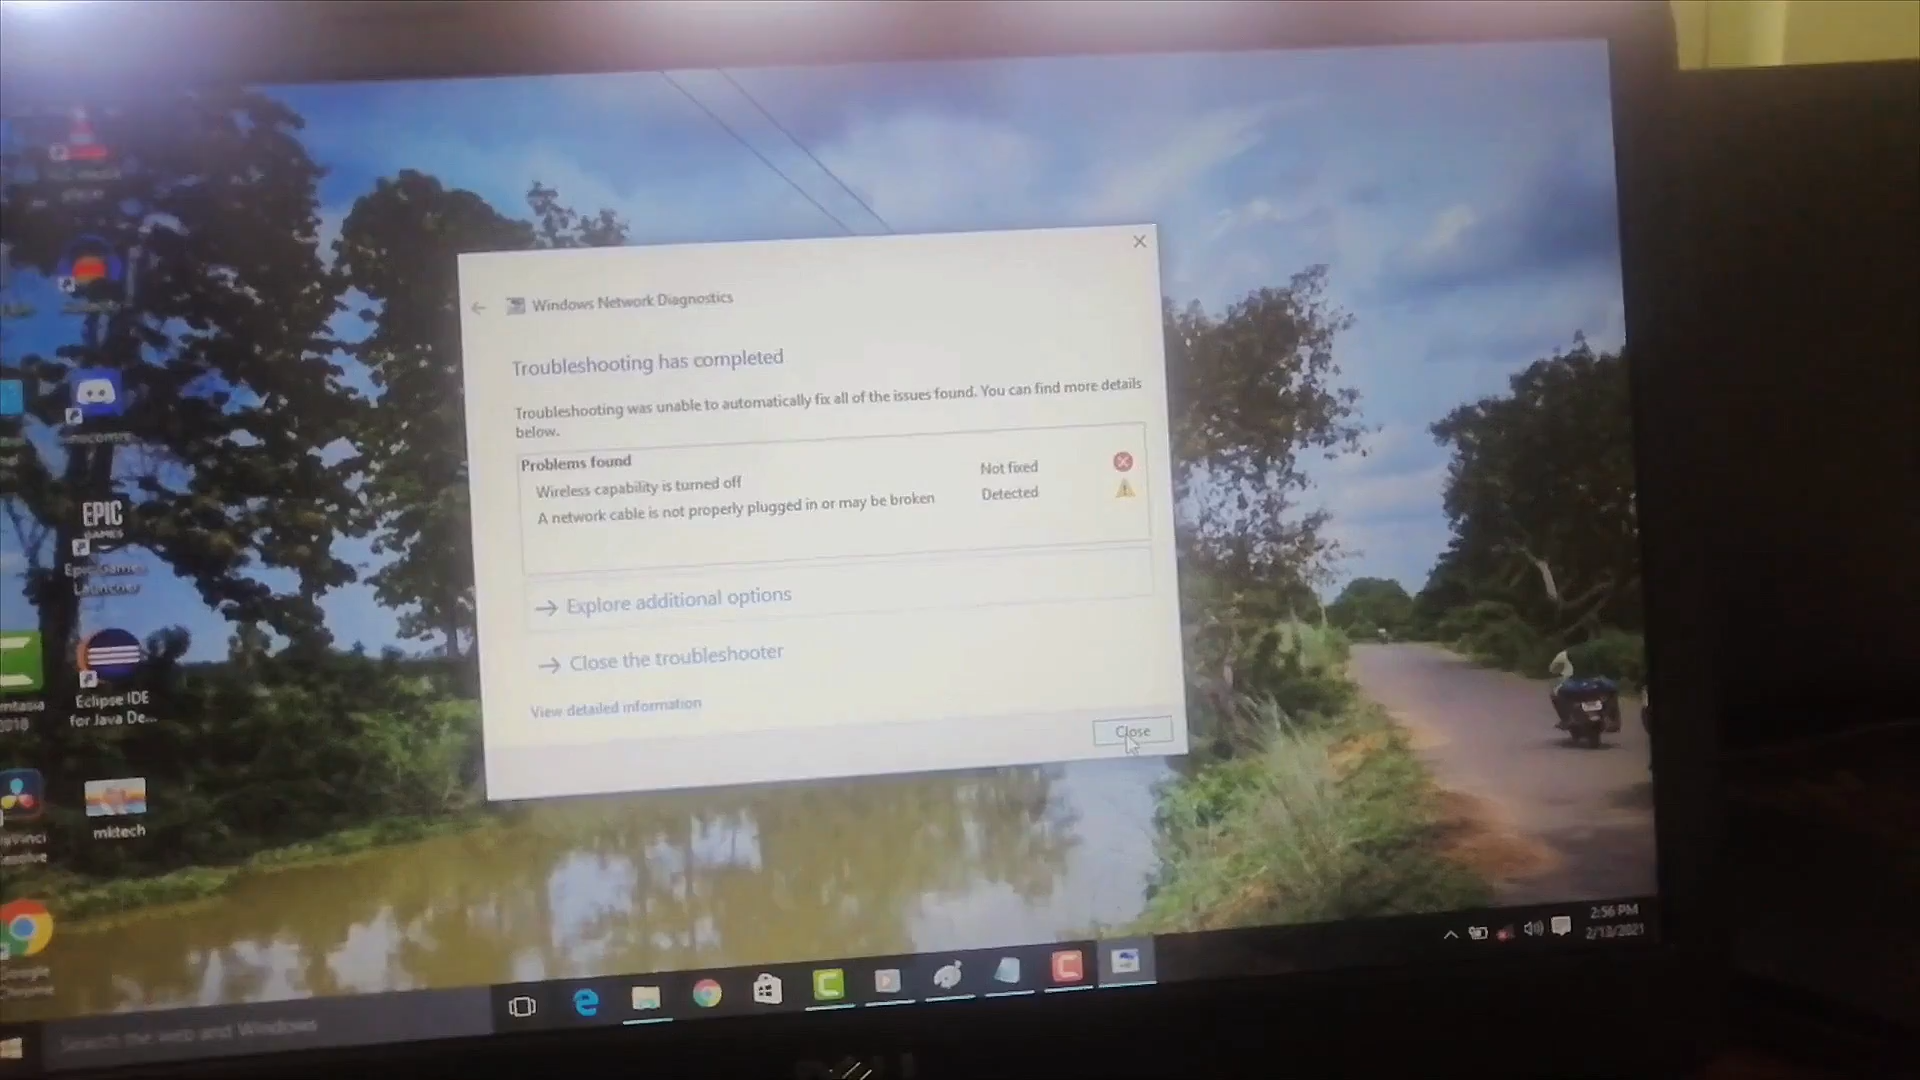 Windows Network Diagnostics
Troubleshooting has completed
Troubleshooting was unable to automatically fix all of the issues found. You can find more details
below.
Problems found
Wireless capability is turned off Not fixed
A network cable is not properly plugged in or may be broken Detected
Explore additional options
Close the troubleshooter
View detailed information
Close
EPIC
GAMES
Epic Games
Launcher
Eclipse IDE
for Java De...
mktech
Google
Chrome
Search the web and Windows
2:56 PM
2/13/2021